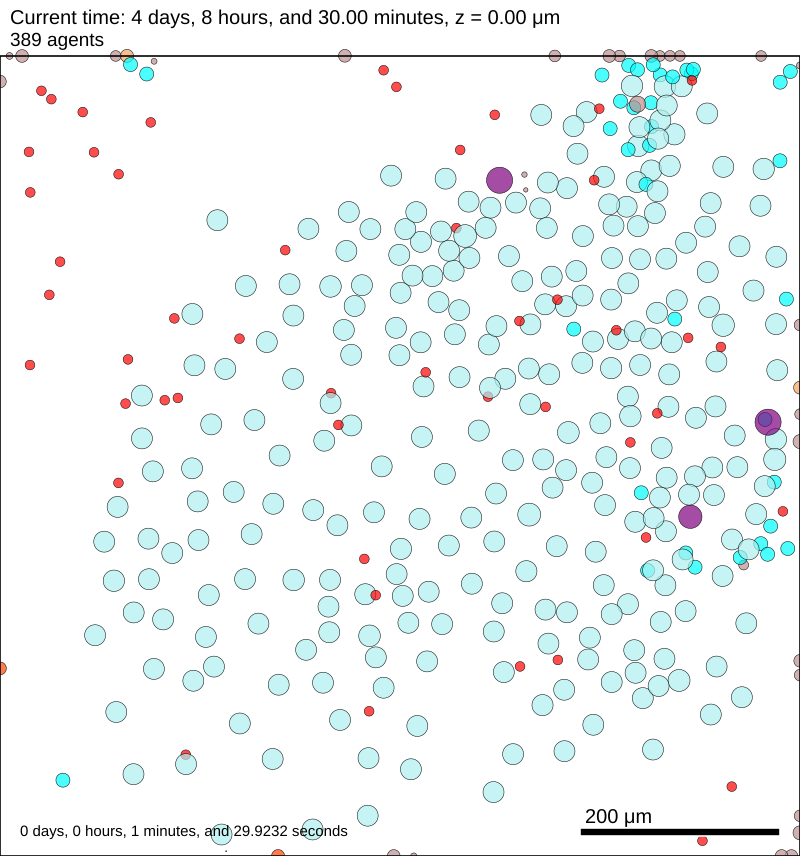 Current time: 4 days, 8 hours, and 30.00 minutes, z = 0.00 μm
389 agents
200 μm
0 days, 0 hours, 1 minutes, and 29.9232 seconds